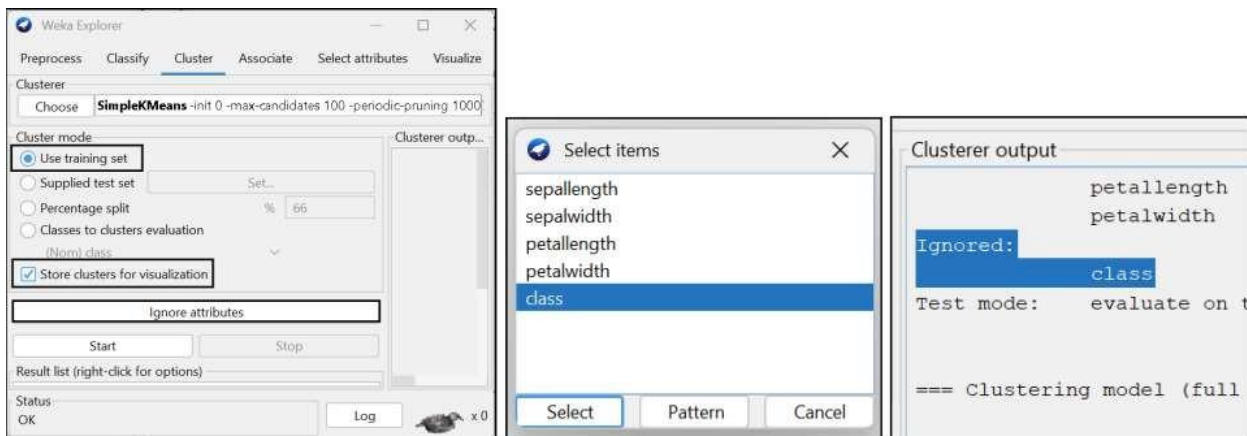 Weka Explorer
Preprocess Classify Cluster Associate Select attributes Visualize
Clusterer
Choose SimpleKMeans -init 0 -max-candidates 100 -periodic-pruning 1000
Cluster mode
Use training set
Supplied test set Set...
Percentage split % 66
Classes to clusters evaluation
(Nom) class
Store clusters for visualization
Ignore attributes
Start Stop
Result list (right-click for options)
Clusterer outp...
Status
OK
Log x 0
Select items
sepallength
sepalwidth
petallength
petalwidth
class
Select Pattern Cancel
Clusterer output
petallength
petalwidth
Ignored:
class
Test mode: evaluate on t
=== Clustering model (full